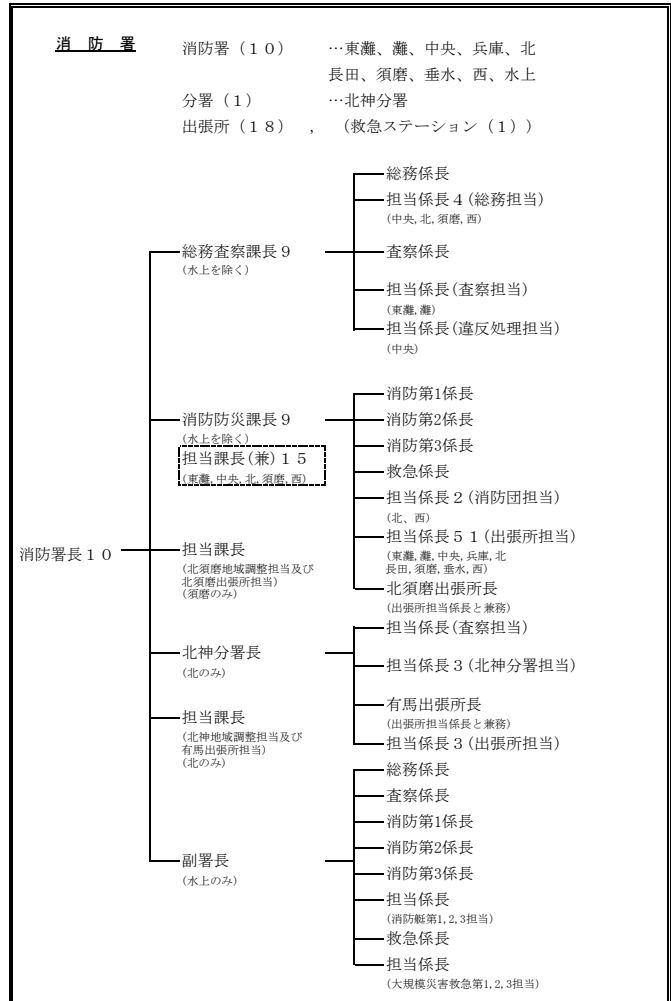 消 防 署
消防署（１０） …東灘、灘、中央、兵庫、北
長田、須磨、垂水、西、水上
分署（１） …北神分署
出張所（１８） ， （救急ステーション（１））
総務係長
担当係長４(総務担当)
(中央,北,須磨,西)
総務査察課長９
(水上を除く)
査察係長
担当係長(査察担当)
(東灘,灘)
担当係長(違反処理担当)
(中央)
消防防災課長９
(水上を除く)
担当課長(兼)１５
(東灘,中央,北,須磨,西)
消防第1係長
消防第2係長
消防第3係長
救急係長
担当係長２(消防団担当)
(北、西)
担当係長５１(出張所担当)
(東灘,灘,中央,兵庫,北
長田,須磨,垂水,西)
北須磨出張所長
(出張所担当係長と兼務)
消防署長１０
担当課長
(北須磨地域調整担当及び
北須磨出張所担当)
(須磨のみ)
北神分署長
(北のみ)
担当係長(査察担当)
担当係長３(北神分署担当)
有馬出張所長
(出張所担当係長と兼務)
担当係長３(出張所担当)
担当課長
(北神地域調整担当及び
有馬出張所担当)
(北のみ)
副署長
(水上のみ)
総務係長
査察係長
消防第1係長
消防第2係長
消防第3係長
担当係長
(消防艇第1,2,3担当)
救急係長
担当係長
(大規模災害救急第1,2,3担当)